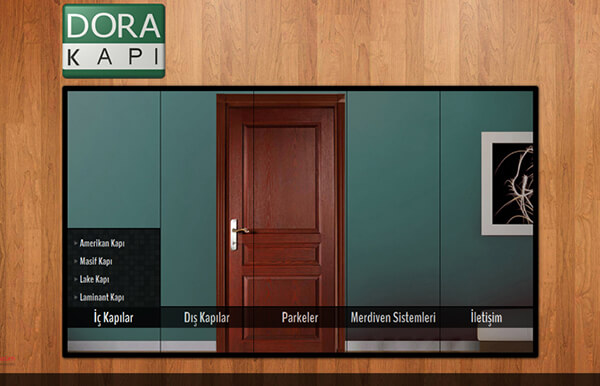 DORA
KAPI
Amerikan Kapı
Masif Kapı
Lake Kapı
Laminant Kapı
İç Kapılar
Dış Kapılar
Parkeler
Merdiven Sistemleri
İletişim